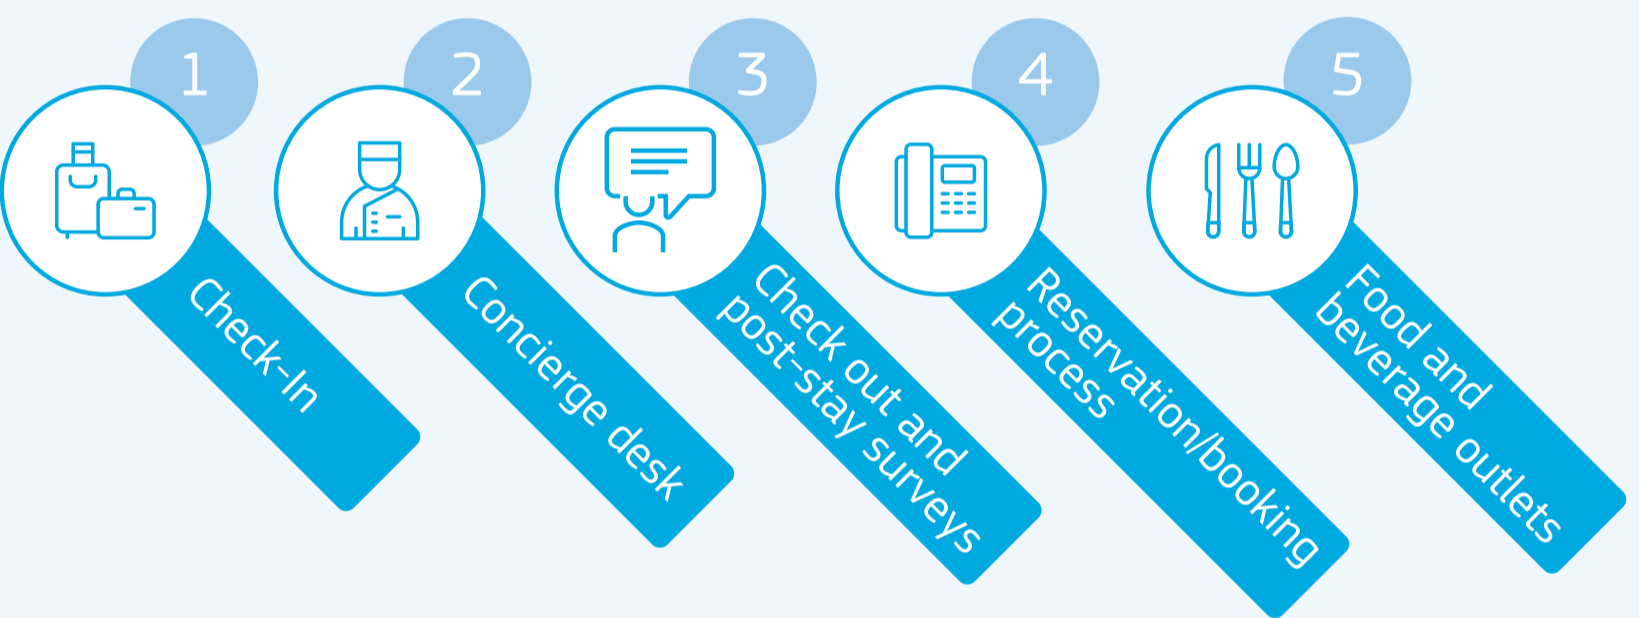 1
Check-In
2
Concierge desk
3
Check out and
post-stay surveys
4
Reservation/booking
process
5
Food and
beverage outlets